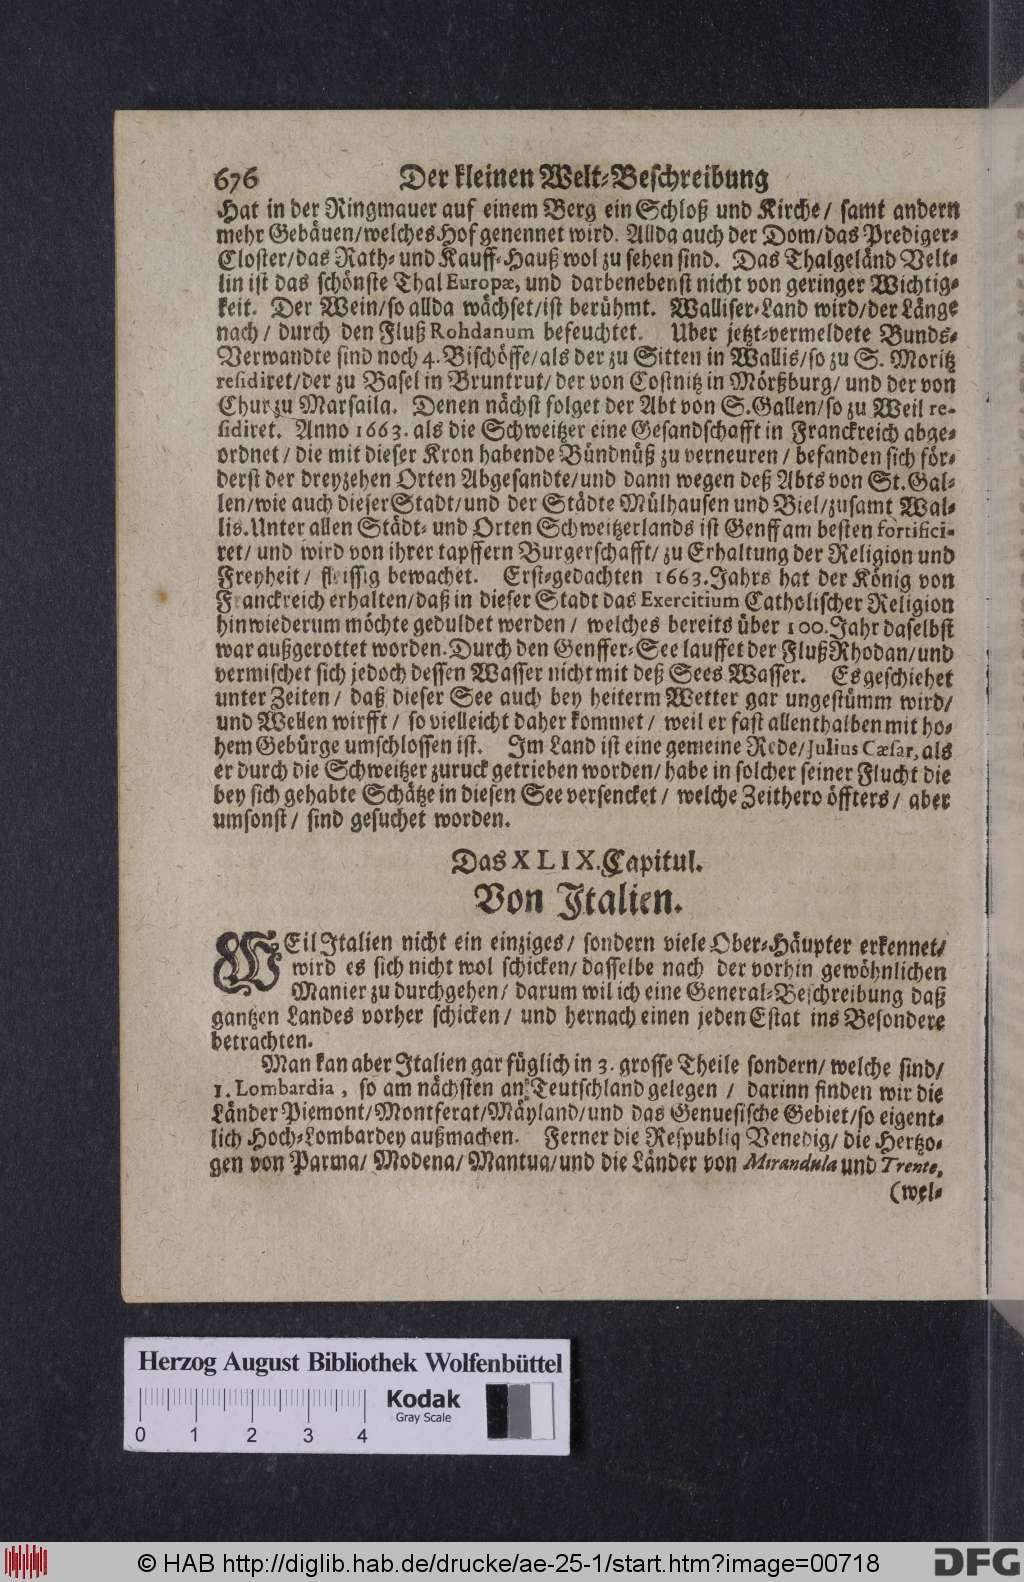 676 Der kleinen Welt-Beschreibung
Hat in der Ringmauer auf einem Berg ein Schloß und Kirche/ samt andern
mehr Gebäuen/welches Hof genennet wird. Allda auch der Dom/das Prediger-
Closter/das Rath- und Kauff-Hauß wol zu sehen sind. Das Thalgeländ Velt-
lin ist das schönste Thal Europæ, und darbenebenst nicht von geringer Wichtig-
keit. Der Wein/so allda wächset/ist berühmt. Walliser-Land wird/der Länge
nach/ durch den Fluß Rohdanum befeuchtet. Uber jetzt-vermeldete Bunds-
Verwandte sind noch 4. Bischöffe/als der zu Sitten in Wallis/so zu S. Moritz
residiret/der zu Basel in Bruntrut/der von Costnitz in Mörßburg/ und der von
Chur zu Marsaila. Denen nächst folget der Abt von S. Gallen/so zu Weil re-
sidiret. Anno 1663. als die Schweitzer eine Gesandschafft in Franckreich abge-
ordnet/ die mit dieser Kron habende Bündnüß zu verneuren/ befanden sich för-
derst der dreyzehen Orten Abgesandte/und dann wegen deß Abts von St. Gal-
len/wie auch dieser Stadt/und der Städte Mülhausen und Biel/zusamt Wal-
lis. Unter allen Städt- und Orten Schweitzerlands ist Genff am besten fortifici-
ret/ und wird von ihrer tapffern Burgerschafft/ zu Erhaltung der Religion und
Freyheit/ fleissig bewachet. Erst-gedachten 1663. Jahrs hat der König von
Franckreich erhalten/daß in dieser Stadt das Exercitium Catholischer Religion
hinwiederum möchte geduldet werden/ welches bereits über 100. Jahr daselbst
war außgerottet worden. Durch den Genffer-See lauffet der Fluß Rhodan/und
vermischet sich jedoch dessen Wasser nicht mit deß Sees Wasser. Es geschiehet
unter Zeiten/ daß dieser See auch bey heiterm Wetter gar ungestümm wird/
und Wellen wirfft/ so vielleicht daher kommet/ weil er fast allenthalben mit ho-
hem Gebürge umschlossen ist. Im Land ist eine gemeine Rede/Julius Cæsar, als
er durch die Schweitzer zuruck getrieben worden/ habe in solcher seiner Flucht die
bey sich gehabte Schätze in diesen See versencket/ welche Zeithero öffters/ aber
umsonst/ sind gesuchet worden.
Das XLIX. Capitul.
Von Italien.
WEil Italien nicht ein einziges/ sondern viele Ober-Häupter erkennet/
wird es sich nicht wol schicken/ dasselbe nach der vorhin gewöhnlichen
Manier zu durchgehen/ darum wil ich eine General-Beschreibung daß
gantzen Landes vorher schicken/ und hernach einen jeden Estat ins Besondere
betrachten.
Man kan aber Italien gar füglich in 3. grosse Theile sondern/ welche sind/
1. Lombardia, so am nächsten an Teutschland gelegen/ darinn finden wir die
Länder Piemont/Montferat/Mäyland/und das Genuesische Gebiet/so eigent-
lich Hoch-Lombardey außmachen. Ferner die Respubliq Venedig/ die Hertzo-
gen von Parma/ Modena/ Mantua/und die Länder von Mirandula und Trente,
(wel-
Herzog August Bibliothek Wolfenbüttel
Kodak
Gray Scale
0 1 2 3 4
© HAB http://diglib.hab.de/drucke/ae-25-1/start.htm?image=00718
DFG